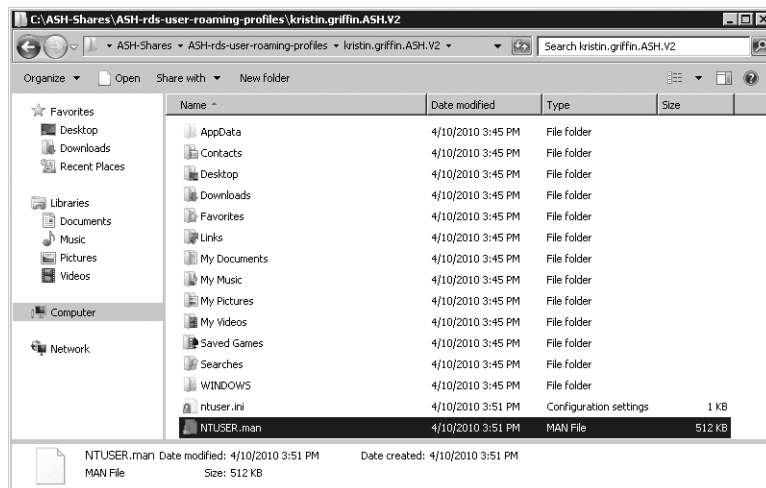 C:\ASH-Shares\ASH-rds-user-roaming-profiles\kristin.griffin.ASH.V2
ASH-Shares ASH-rds-user-roaming-profiles kristin.griffin.ASH.V2 Search kristin.griffin.ASH.V2
Organize Open Share with New folder
Favorites
Desktop
Downloads
Recent Places
Libraries
Documents
Music
Pictures
Videos
Computer
Network
Name Date modified Type Size
AppData 4/10/2010 3:45 PM File folder
Contacts 4/10/2010 3:45 PM File folder
Desktop 4/10/2010 3:45 PM File folder
Downloads 4/10/2010 3:45 PM File folder
Favorites 4/10/2010 3:45 PM File folder
Links 4/10/2010 3:45 PM File folder
My Documents 4/10/2010 3:45 PM File folder
My Music 4/10/2010 3:45 PM File folder
My Pictures 4/10/2010 3:45 PM File folder
My Videos 4/10/2010 3:45 PM File folder
Saved Games 4/10/2010 3:45 PM File folder
Searches 4/10/2010 3:45 PM File folder
WINDOWS 4/10/2010 3:45 PM File folder
ntuser.ini 4/10/2010 3:51 PM Configuration settings 1 KB
NTUSER.man 4/10/2010 3:51 PM MAN File 512 KB
NTUSER.man Date modified: 4/10/2010 3:51 PM Date created: 4/10/2010 3:51 PM
MAN File Size: 512 KB